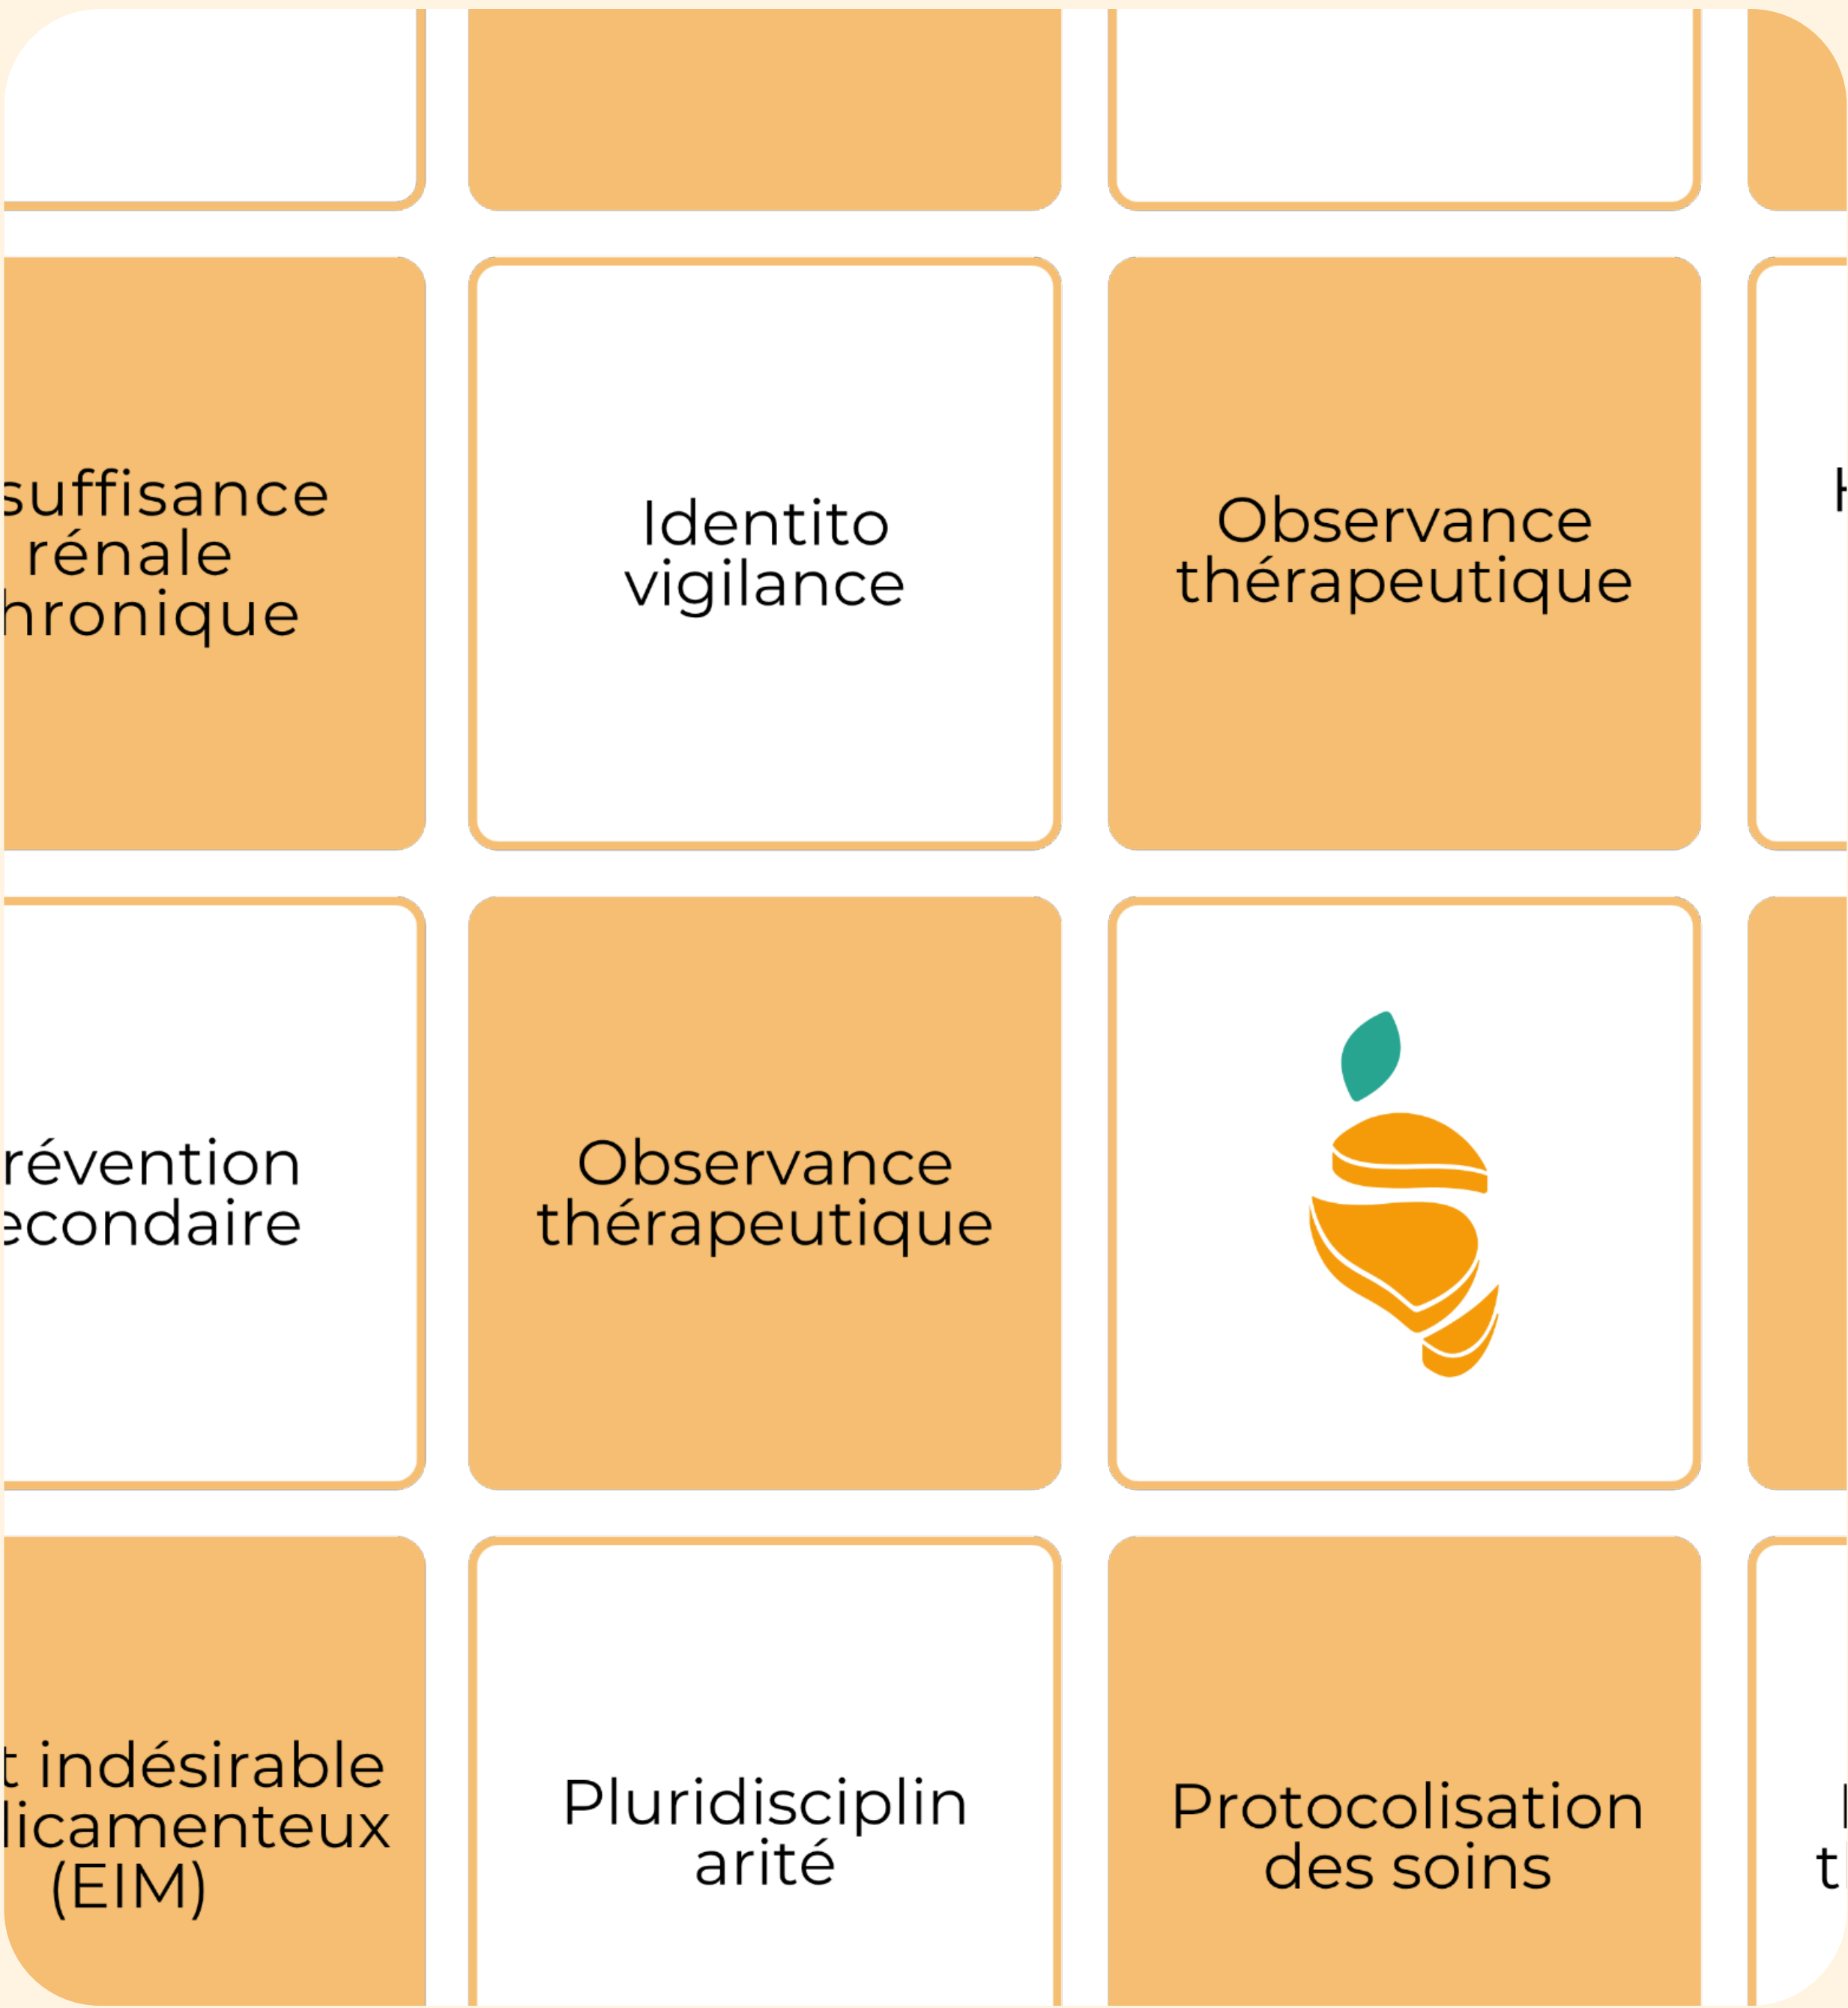 suffisance
rénale
hronique
Identito
vigilance
Observance
thérapeutique
H
révention
econdaire
Observance
thérapeutique
t indésirable
licamenteux
(EIM)
Pluridisciplin
arité
Protocolisation
des soins
t